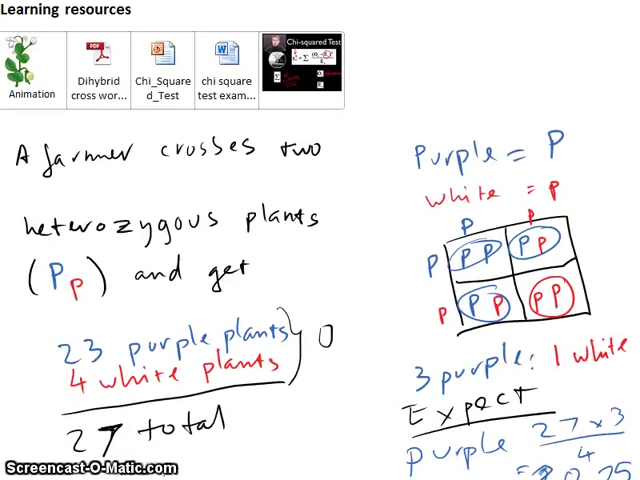 Learning resources
Animation
Dihybrid cross wor...
Chi_Squar
e_d_Test
chi square
test exam...
Chi-squared Test
A farmer crosses two
heterozygous plants
(Pp) and get
23 purple plants
4 white plants
O
27 total
Purple = P
white = p
P p
P PP Pp
p Pp pp
3 purple : 1 white
Expect
purple 27 x 3
4
Screencast-O-Matic.com